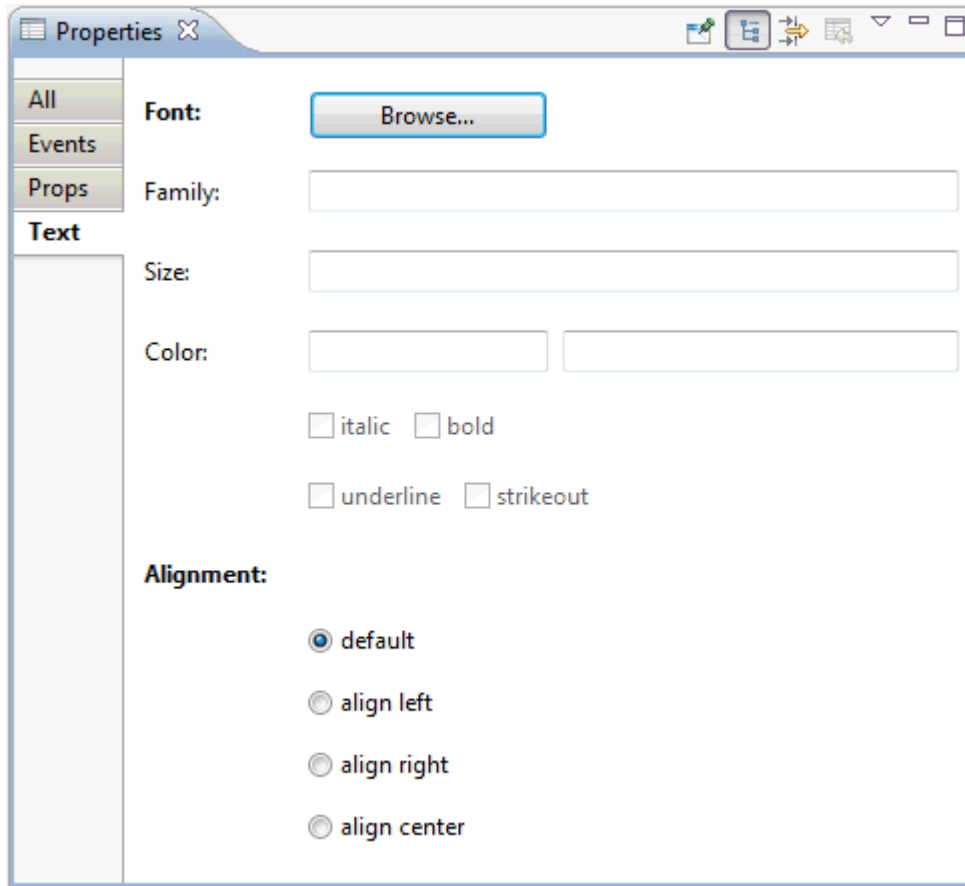 Properties
All
Events
Props
Text
Font:
Browse...
Family:
Size:
Color:
italic bold
underline strikeout
Alignment:
default
align left
align right
align center